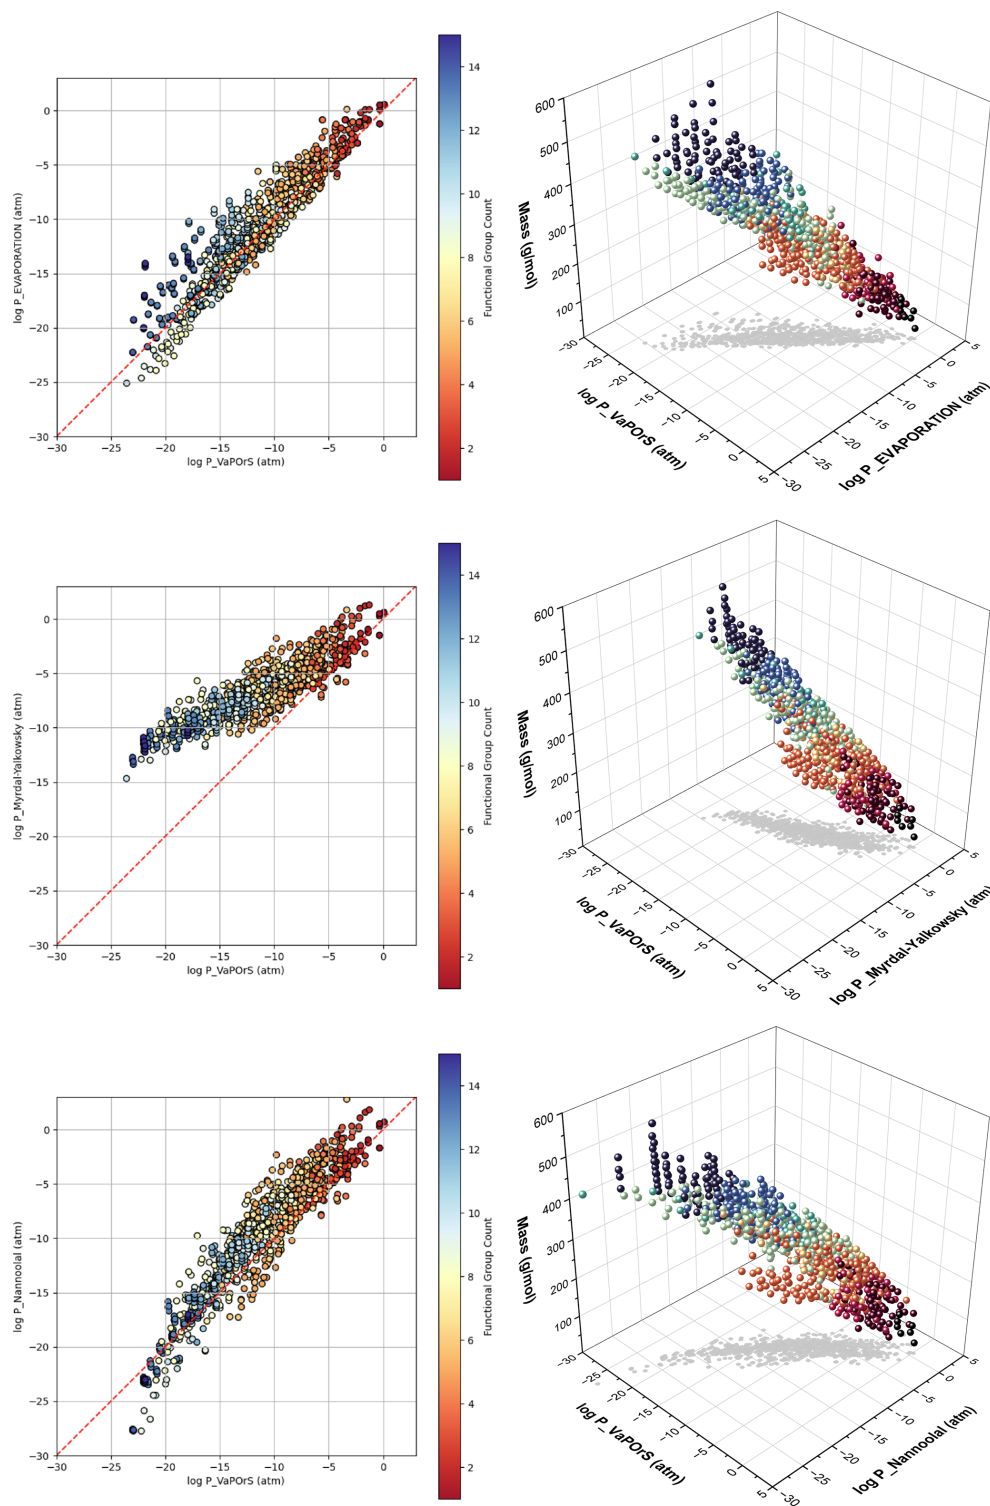 14
12
10
8
6
4
2
Functional Group Count
0
−5
−10
−15
−20
−25
−30
log P_EVAPORATION (atm)
−30 −25 −20 −15 −10 −5 0
log P_VaPOrS (atm)
600
500
400
300
200
100
Mass (g/mol)
−30 −25 −20 −15 −10 −5 0 5
log P_VaPOrS (atm)
−30 −25 −20 −15 −10 −5 0 5
log P_EVAPORATION (atm)
14
12
10
8
6
4
2
Functional Group Count
0
−5
−10
−15
−20
−25
−30
log P_Myrdal-Yalkowsky (atm)
−30 −25 −20 −15 −10 −5 0
log P_VaPOrS (atm)
600
500
400
300
200
100
Mass (g/mol)
−30 −25 −20 −15 −10 −5 0 5
log P_VaPOrS (atm)
−30 −25 −20 −15 −10 −5 0 5
log P_Myrdal-Yalkowsky (atm)
14
12
10
8
6
4
2
Functional Group Count
0
−5
−10
−15
−20
−25
−30
log P_Nannoolal (atm)
−30 −25 −20 −15 −10 −5 0
log P_VaPOrS (atm)
600
500
400
300
200
100
Mass (g/mol)
−30 −25 −20 −15 −10 −5 0 5
log P_VaPOrS (atm)
−30 −25 −20 −15 −10 −5 0 5
log P_Nannoolal (atm)